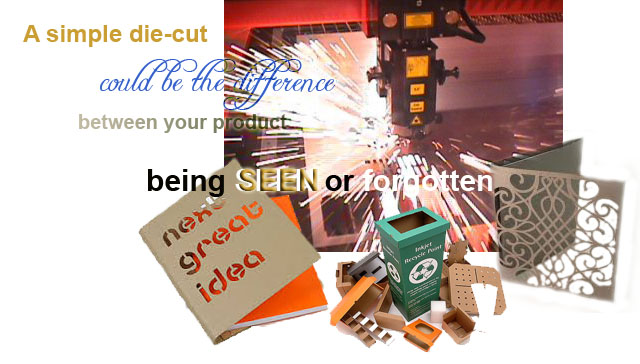 A simple die-cut
could be the difference
between your product
being SEEN or forgotten
next
great
idea
Inkjet
Recycle Point